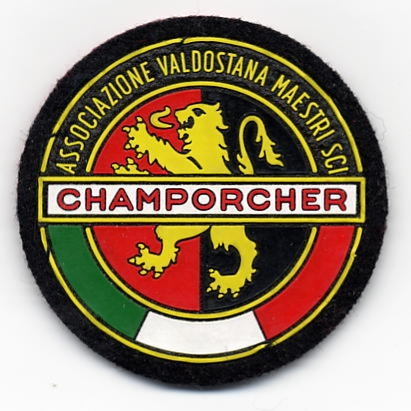 ASSOCIAZIONE VALDOSTANA MAESTRI SCI
CHAMPORCHER